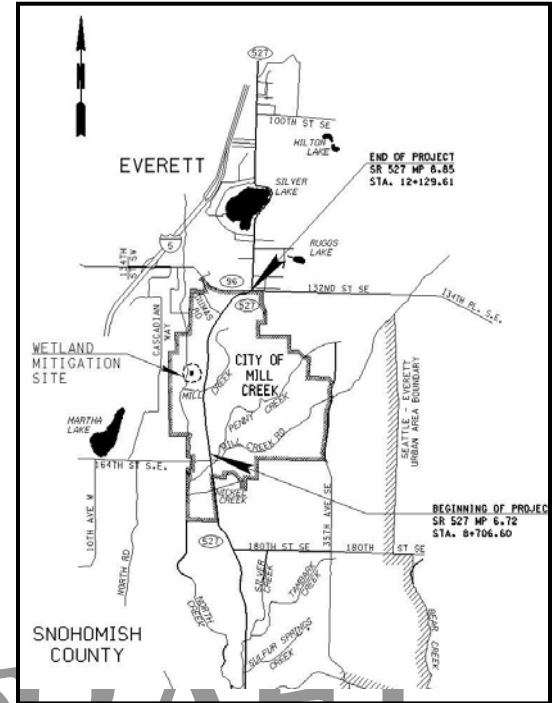 527
100TH ST SE
HILTON
LAKE
EVERETT
END OF PROJECT
SR 527 MP 8.85
STA. 12+129.61
SILVER
LAKE
RUGGS
LAKE
5
134TH
ST SW
96
132ND ST SE
134TH PL. S.E.
DUMAS
RD
527
CASCADIAN
WAY
WETLAND
MITIGATION
SITE
CITY OF
MILL
CREEK
MILL
CREEK
PENNY CREEK
SEATTLE - EVERETT
URBAN AREA BOUNDARY
MARTHA
LAKE
MILL CREEK RD
164TH ST S.E.
NICKEL
CREEK
BEGINNING OF PROJEC
SR 527 MP 6.72
STA. 8+706.60
10TH AVE W
NORTH RD
35TH AVE SE
527
180TH ST SE
180TH ST SE
SILVER
CREEK
TAMBARK
CREEK
NORTH
CREEK
BEAR CREEK
SULFUR SPRINGS
CREEK
SNOHOMISH
COUNTY